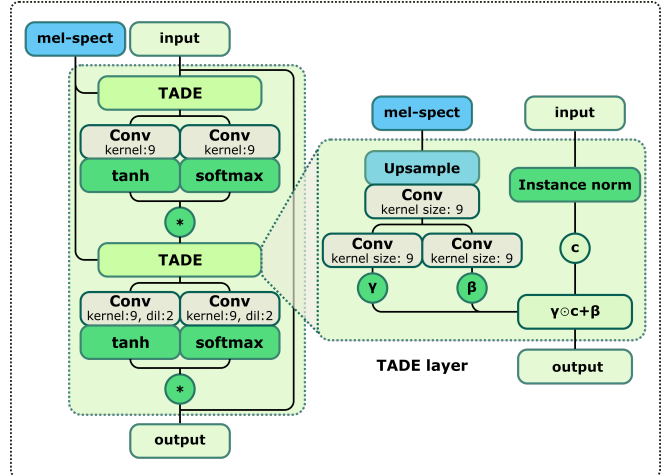 mel-spect
input
TADE
Conv
kernel:9
Conv
kernel:9
tanh
softmax
*
TADE
Conv
kernel:9, dil:2
Conv
kernel:9, dil:2
tanh
softmax
*
output
mel-spect
input
Upsample
Instance norm
Conv
kernel size: 9
Conv
kernel size: 9
Conv
kernel size: 9
c
γ
β
γ⊙c+β
TADE layer
output